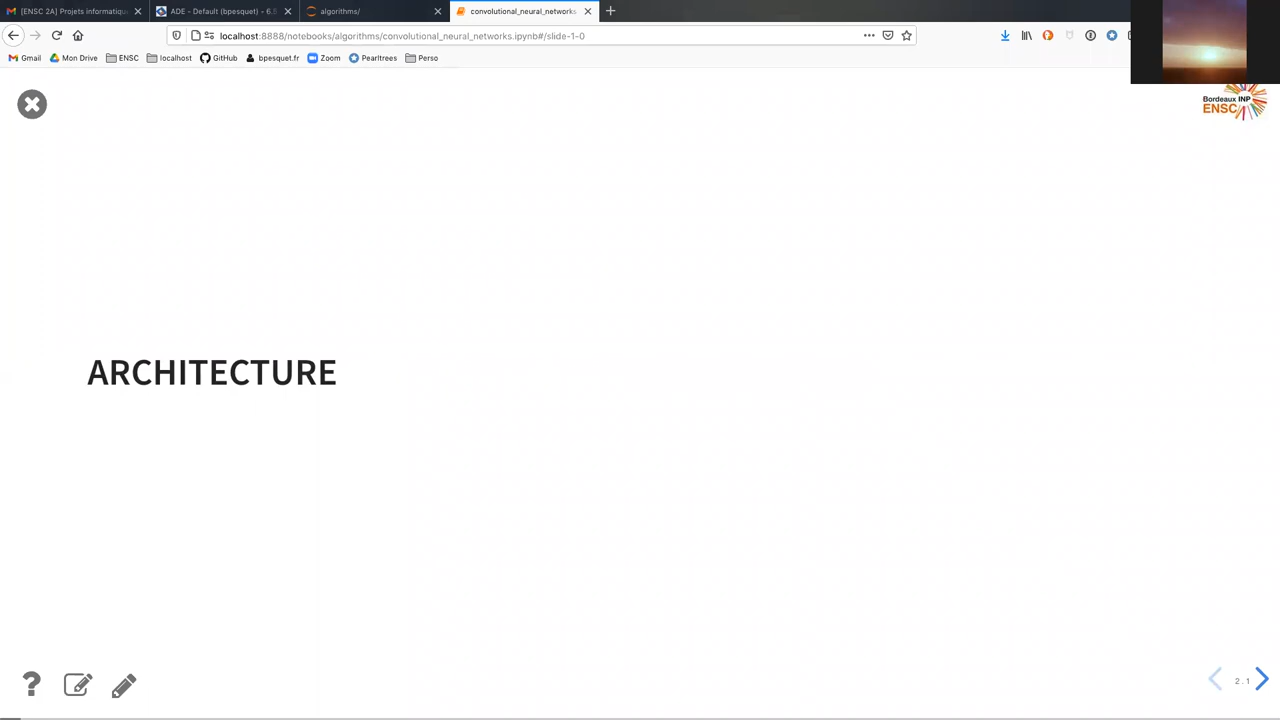 [ENSC 2A] Projets informatiqu
ADE - Default (bpesquet) - 6.8
algorithms/
convolutional_neural_networks
localhost:8888/notebooks/algorithms/convolutional_neural_networks.ipynb#/slide-1-0
Gmail
Mon Drive
ENSC
localhost
GitHub
bpesquet.fr
Zoom
Pearltrees
Perso
Bordeaux INP
ENSC
ARCHITECTURE
?
2.1